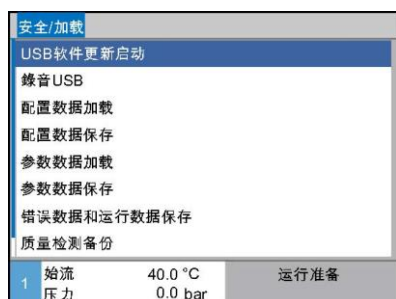 安全/加载
USB软件更新启动
錄音USB
配置数据加载
配置数据保存
参数数据加载
参数数据保存
错误数据和运行数据保存
质量检测备份
1 始流 40.0 °C 运行准备
压力 0.0 bar